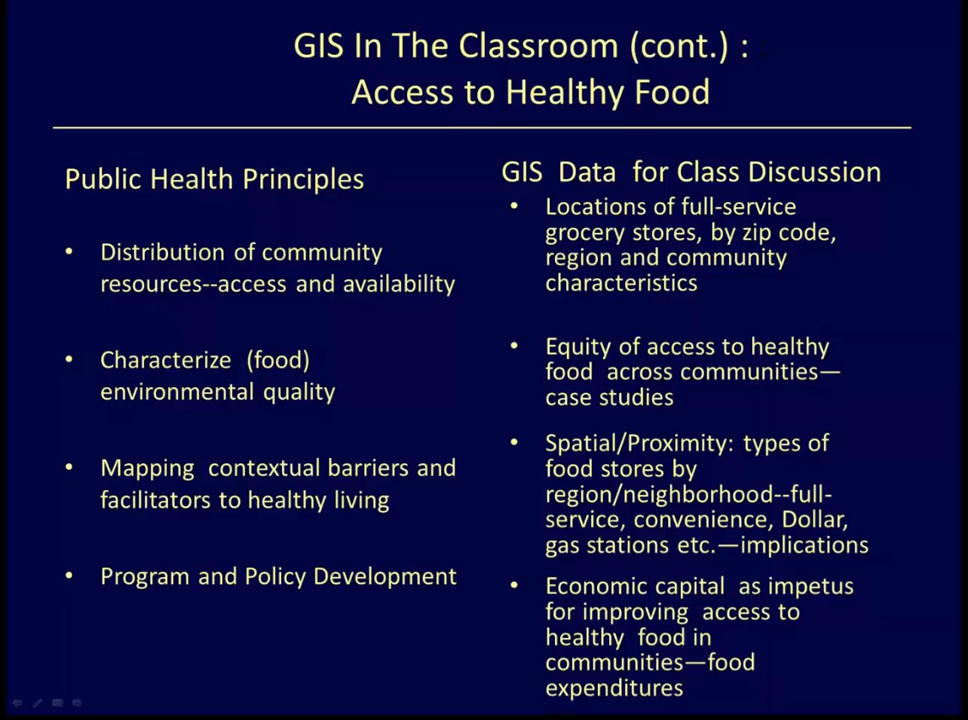 GIS In The Classroom (cont.) :
Access to Healthy Food
Public Health Principles
• Distribution of community
resources--access and availability
• Characterize (food)
environmental quality
• Mapping contextual barriers and
facilitators to healthy living
• Program and Policy Development
GIS Data for Class Discussion
• Locations of full-service
grocery stores, by zip code,
region and community
characteristics
• Equity of access to healthy
food across communities—
case studies
• Spatial/Proximity: types of
food stores by
region/neighborhood--full-
service, convenience, Dollar,
gas stations etc.—implications
• Economic capital as impetus
for improving access to
healthy food in
communities—food
expenditures